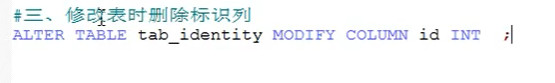 #三、修改表时删除标识列
ALTER TABLE tab_identity MODIFY COLUMN id INT  ;